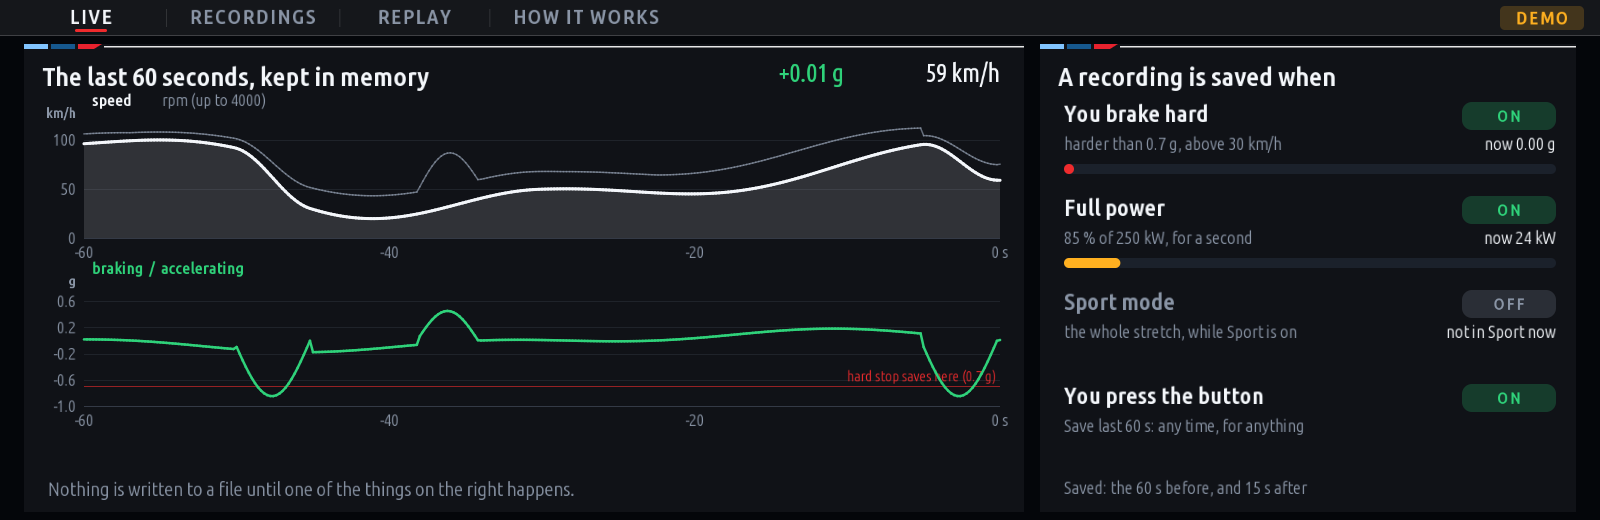 LIVE
RECORDINGS
REPLAY
HOW IT WORKS
DEMO
The last 60 seconds, kept in memory
+0.01 g
59 km/h
speed
rpm (up to 4000)
km/h
100
50
0
-60
-40
-20
0 s
braking / accelerating
g
0.6
0.2
-0.2
-0.6
-1.0
hard stop saves here (0.7 g)
-60
-40
-20
0 s
Nothing is written to a file until one of the things on the right happens.
A recording is saved when
You brake hard
ON
harder than 0.7 g, above 30 km/h
now 0.00 g
Full power
ON
85 % of 250 kW, for a second
now 24 kW
Sport mode
OFF
the whole stretch, while Sport is on
not in Sport now
You press the button
ON
Save last 60 s: any time, for anything
Saved: the 60 s before, and 15 s after